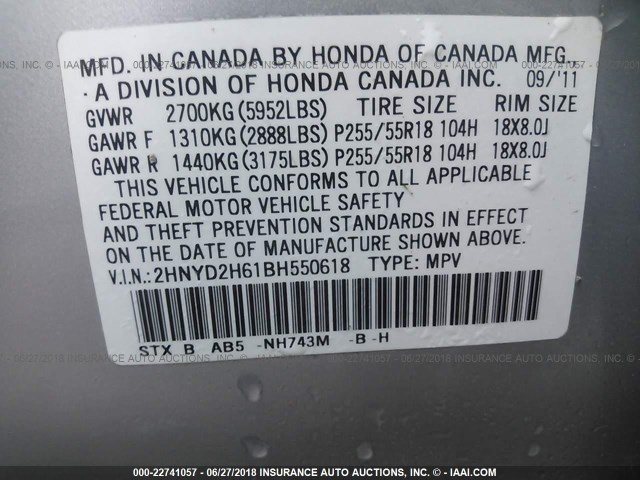 MFD. IN CANADA BY HONDA OF CANADA MFG.,
A DIVISION OF HONDA CANADA INC. 09/'11
GVWR 2700KG(5952LBS) TIRE SIZE RIM SIZE
GAWR F 1310KG(2888LBS) P255/55R18 104H 18X8.0J
GAWR R 1440KG(3175LBS) P255/55R18 104H 18X8.0J
THIS VEHICLE CONFORMS TO ALL APPLICABLE
FEDERAL MOTOR VEHICLE SAFETY
AND THEFT PREVENTION STANDARDS IN EFFECT
ON THE DATE OF MANUFACTURE SHOWN ABOVE.
V.I.N.:2HNYD2H61BH550618 TYPE: MPV
STX B AB5 -NH743M -B -H
000-22741057 - 06/27/2018 INSURANCE AUTO AUCTIONS, INC. - © - IAAI.COM